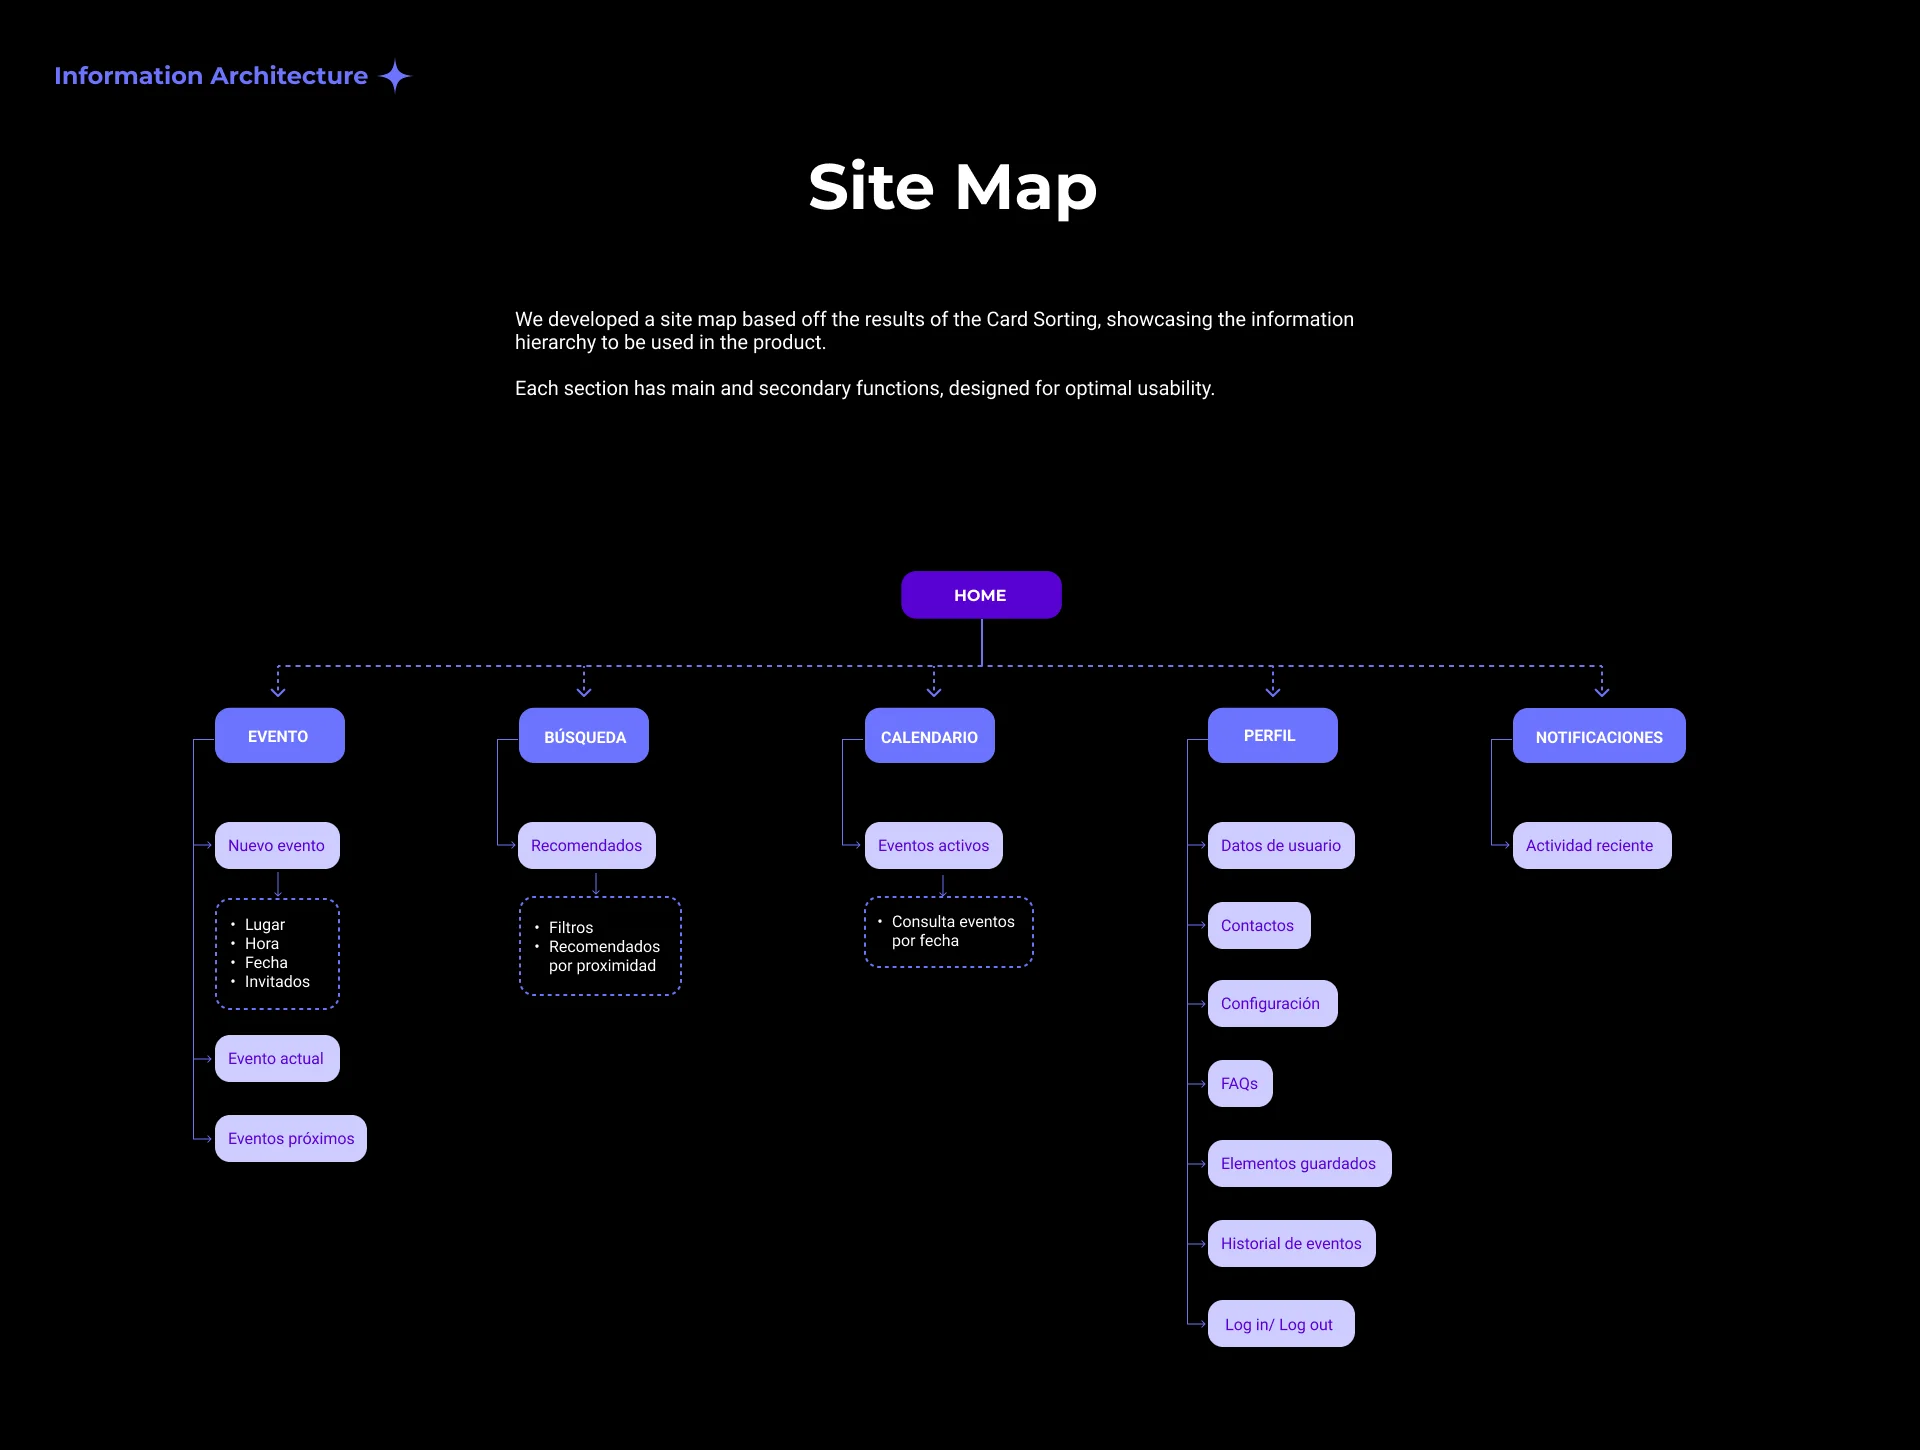 Information Architecture
Site Map
We developed a site map based off the results of the Card Sorting, showcasing the information
hierarchy to be used in the product.
Each section has main and secondary functions, designed for optimal usability.
HOME
EVENTO
Nuevo evento
• Lugar
• Hora
• Fecha
• Invitados
Evento actual
Eventos próximos
BÚSQUEDA
Recomendados
• Filtros
• Recomendados
por proximidad
CALENDARIO
Eventos activos
• Consulta eventos
por fecha
PERFIL
Datos de usuario
Contactos
Configuración
FAQs
Elementos guardados
Historial de eventos
Log in/ Log out
NOTIFICACIONES
Actividad reciente